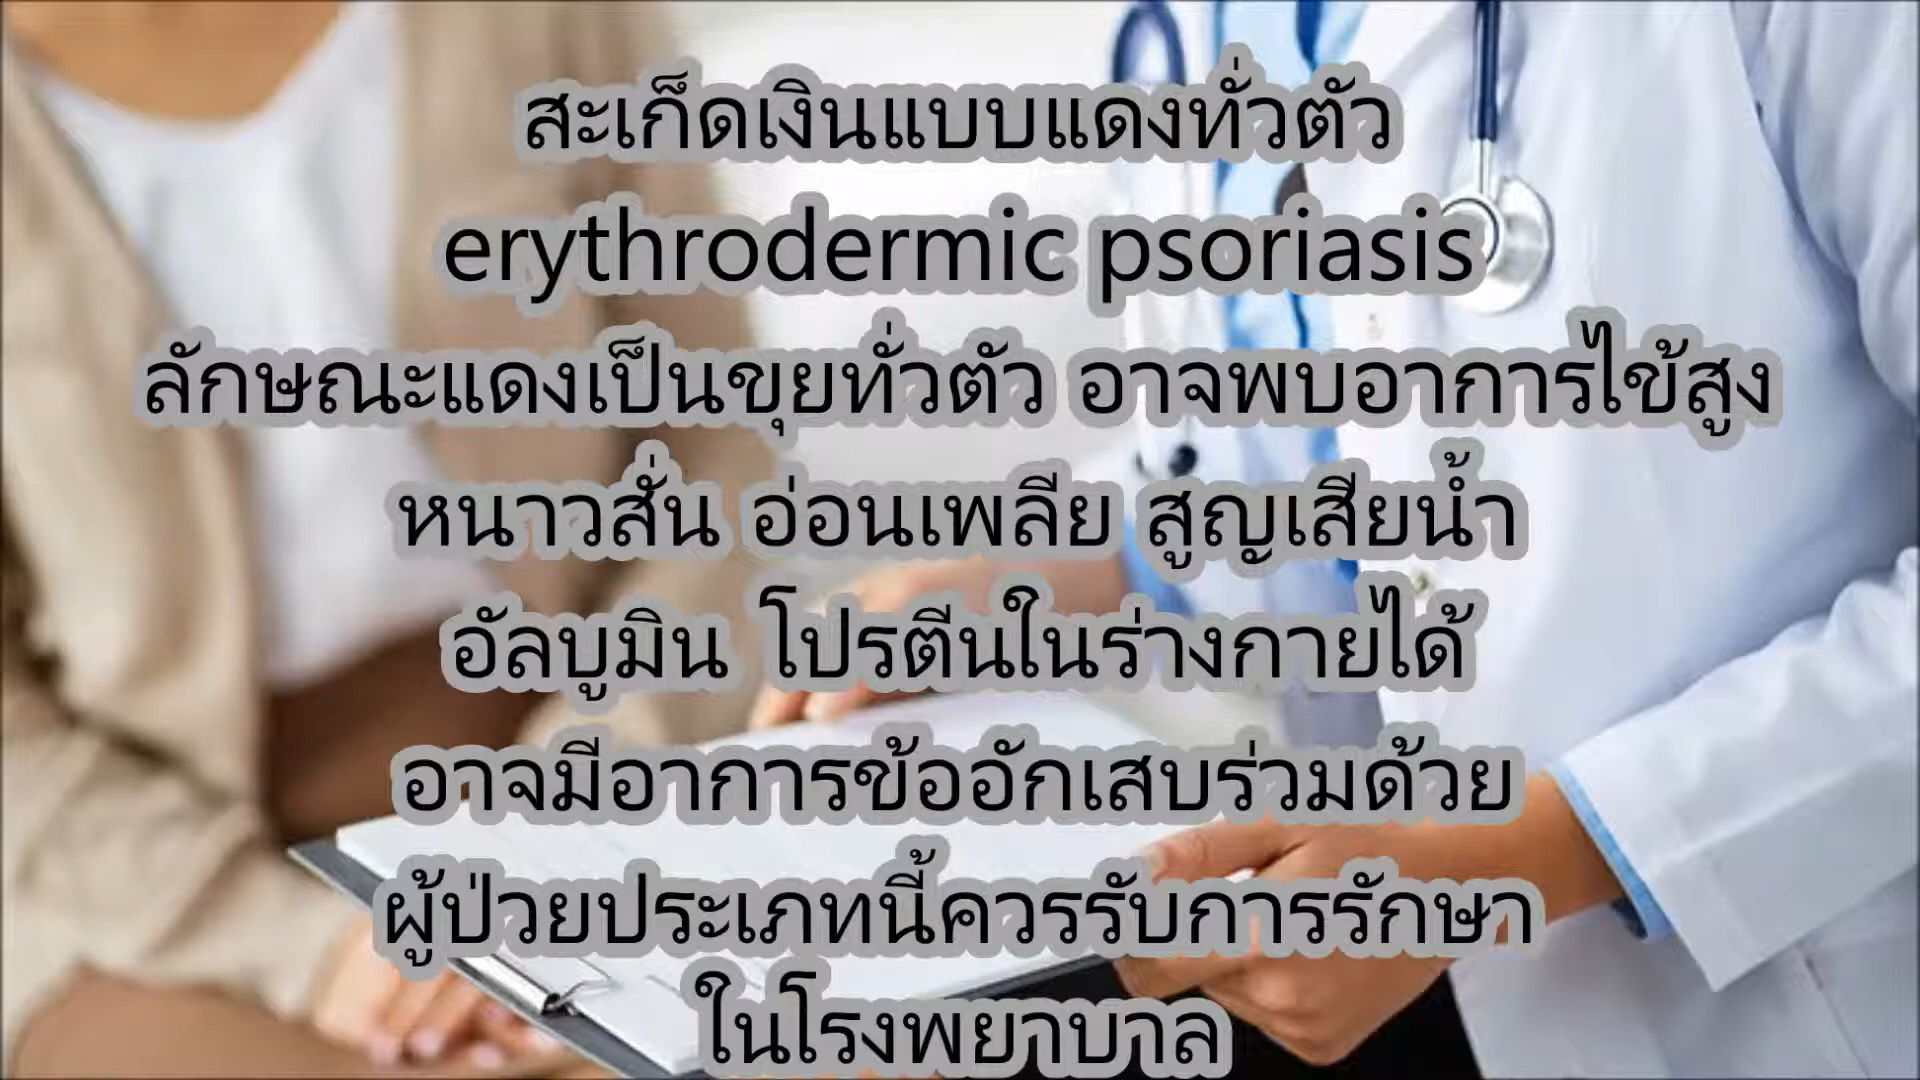 สะเก็ดเงินแบบแดงทั่วตัว
erythrodermic psoriasis
ลักษณะแดงเป็นขุยทั่วตัว อาจพบอาการไข้สูง
หนาวสั่น อ่อนเพลีย สูญเสียน้ำ
อัลบูมิน โปรตีนในร่างกายได้
อาจมีอาการข้ออักเสบร่วมด้วย
ผู้ป่วยประเภทนี้ควรรับการรักษา
ในโรงพยาบาล